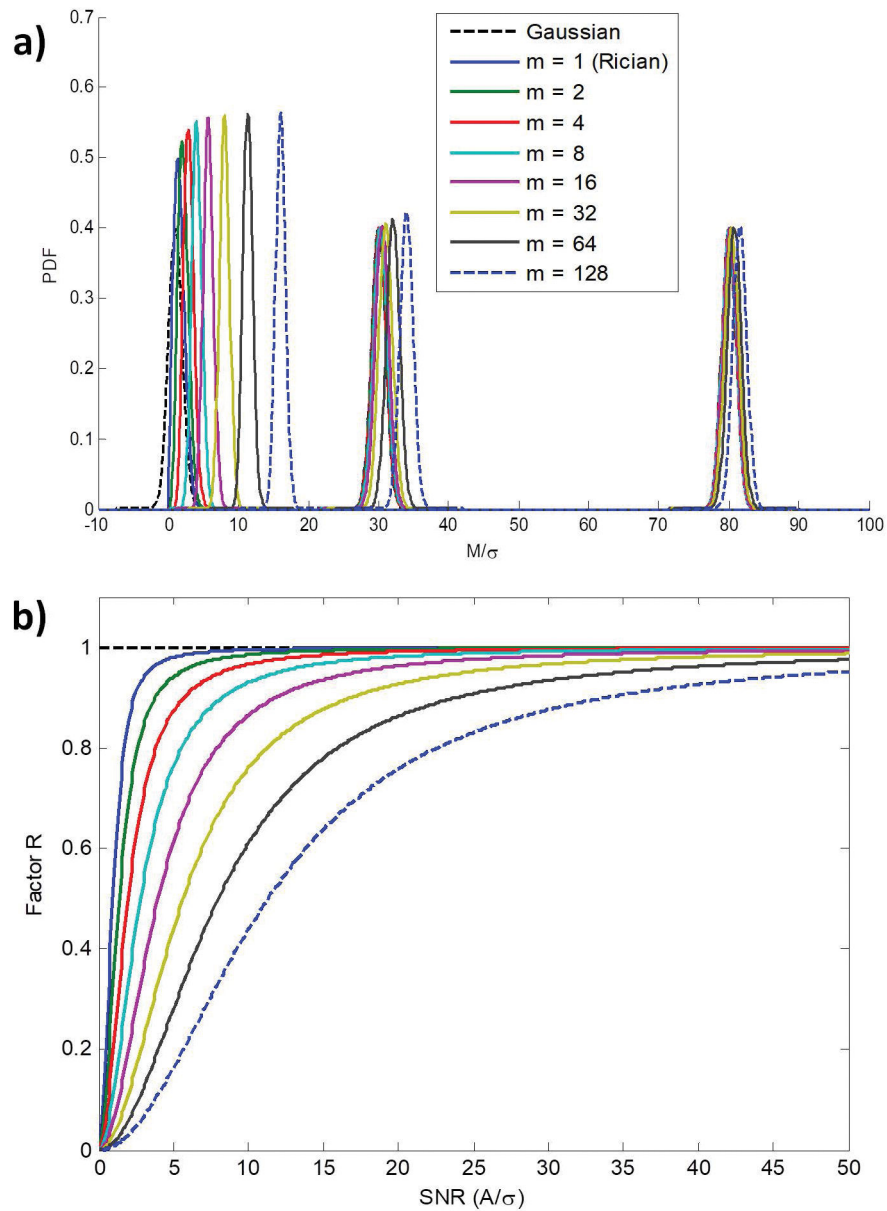 a)
0.7
0.6
0.5
0.4
0.3
0.2
0.1
0
PDF
Gaussian
m = 1 (Rician)
m = 2
m = 4
m = 8
m = 16
m = 32
m = 64
m = 128
-10 0 10 20 30 40 50 60 70 80 90 100
M/σ
b)
1
0.8
0.6
0.4
0.2
0
Factor R
0 5 10 15 20 25 30 35 40 45 50
SNR (A/σ)